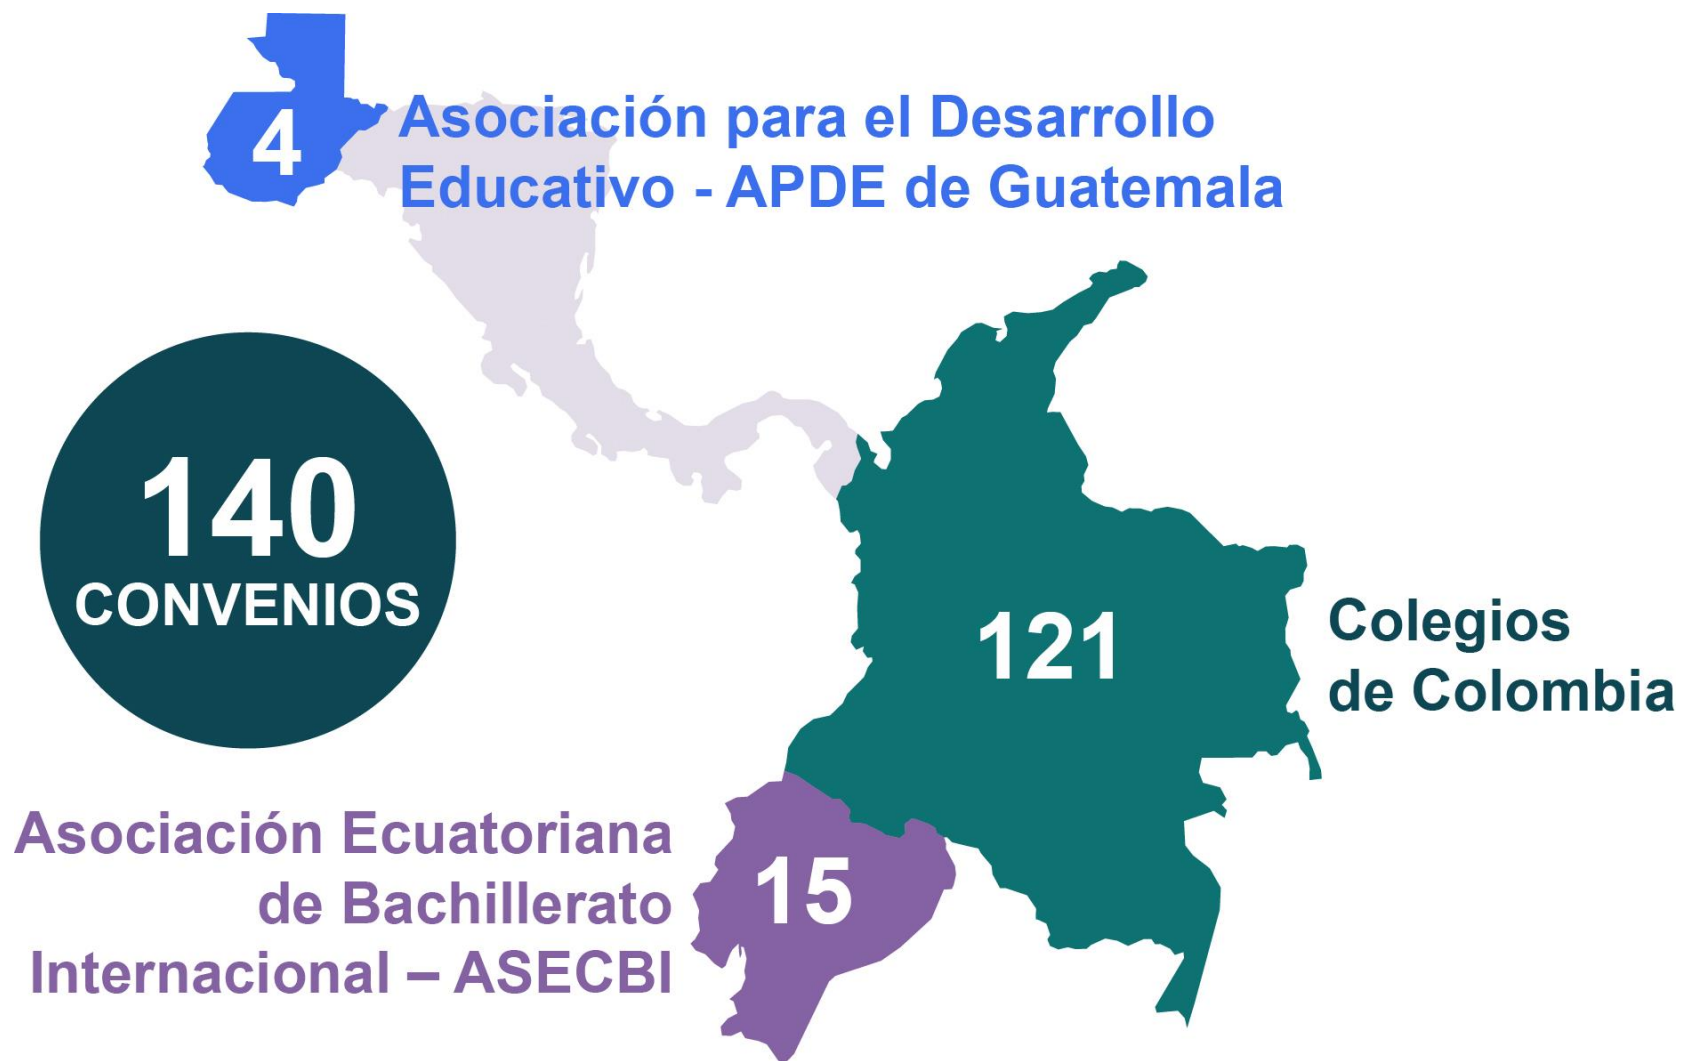 4
Asociación para el Desarrollo
Educativo - APDE de Guatemala
140
CONVENIOS
121
Colegios
de Colombia
Asociación Ecuatoriana
de Bachillerato
Internacional – ASECBI
15